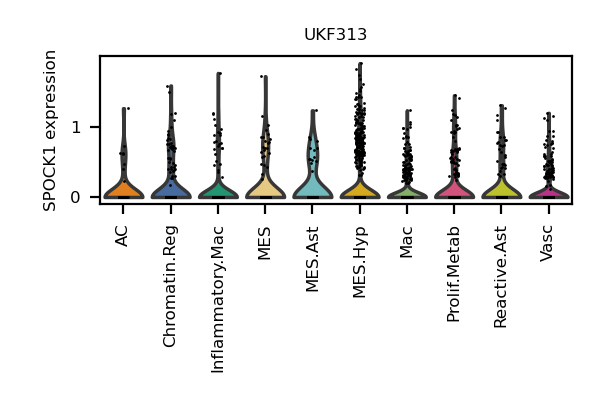 UKF313
SPOCK1 expression
1
0
AC
Chromatin.Reg
Inflammatory.Mac
MES
MES.Ast
MES.Hyp
Mac
Prolif.Metab
Reactive.Ast
Vasc